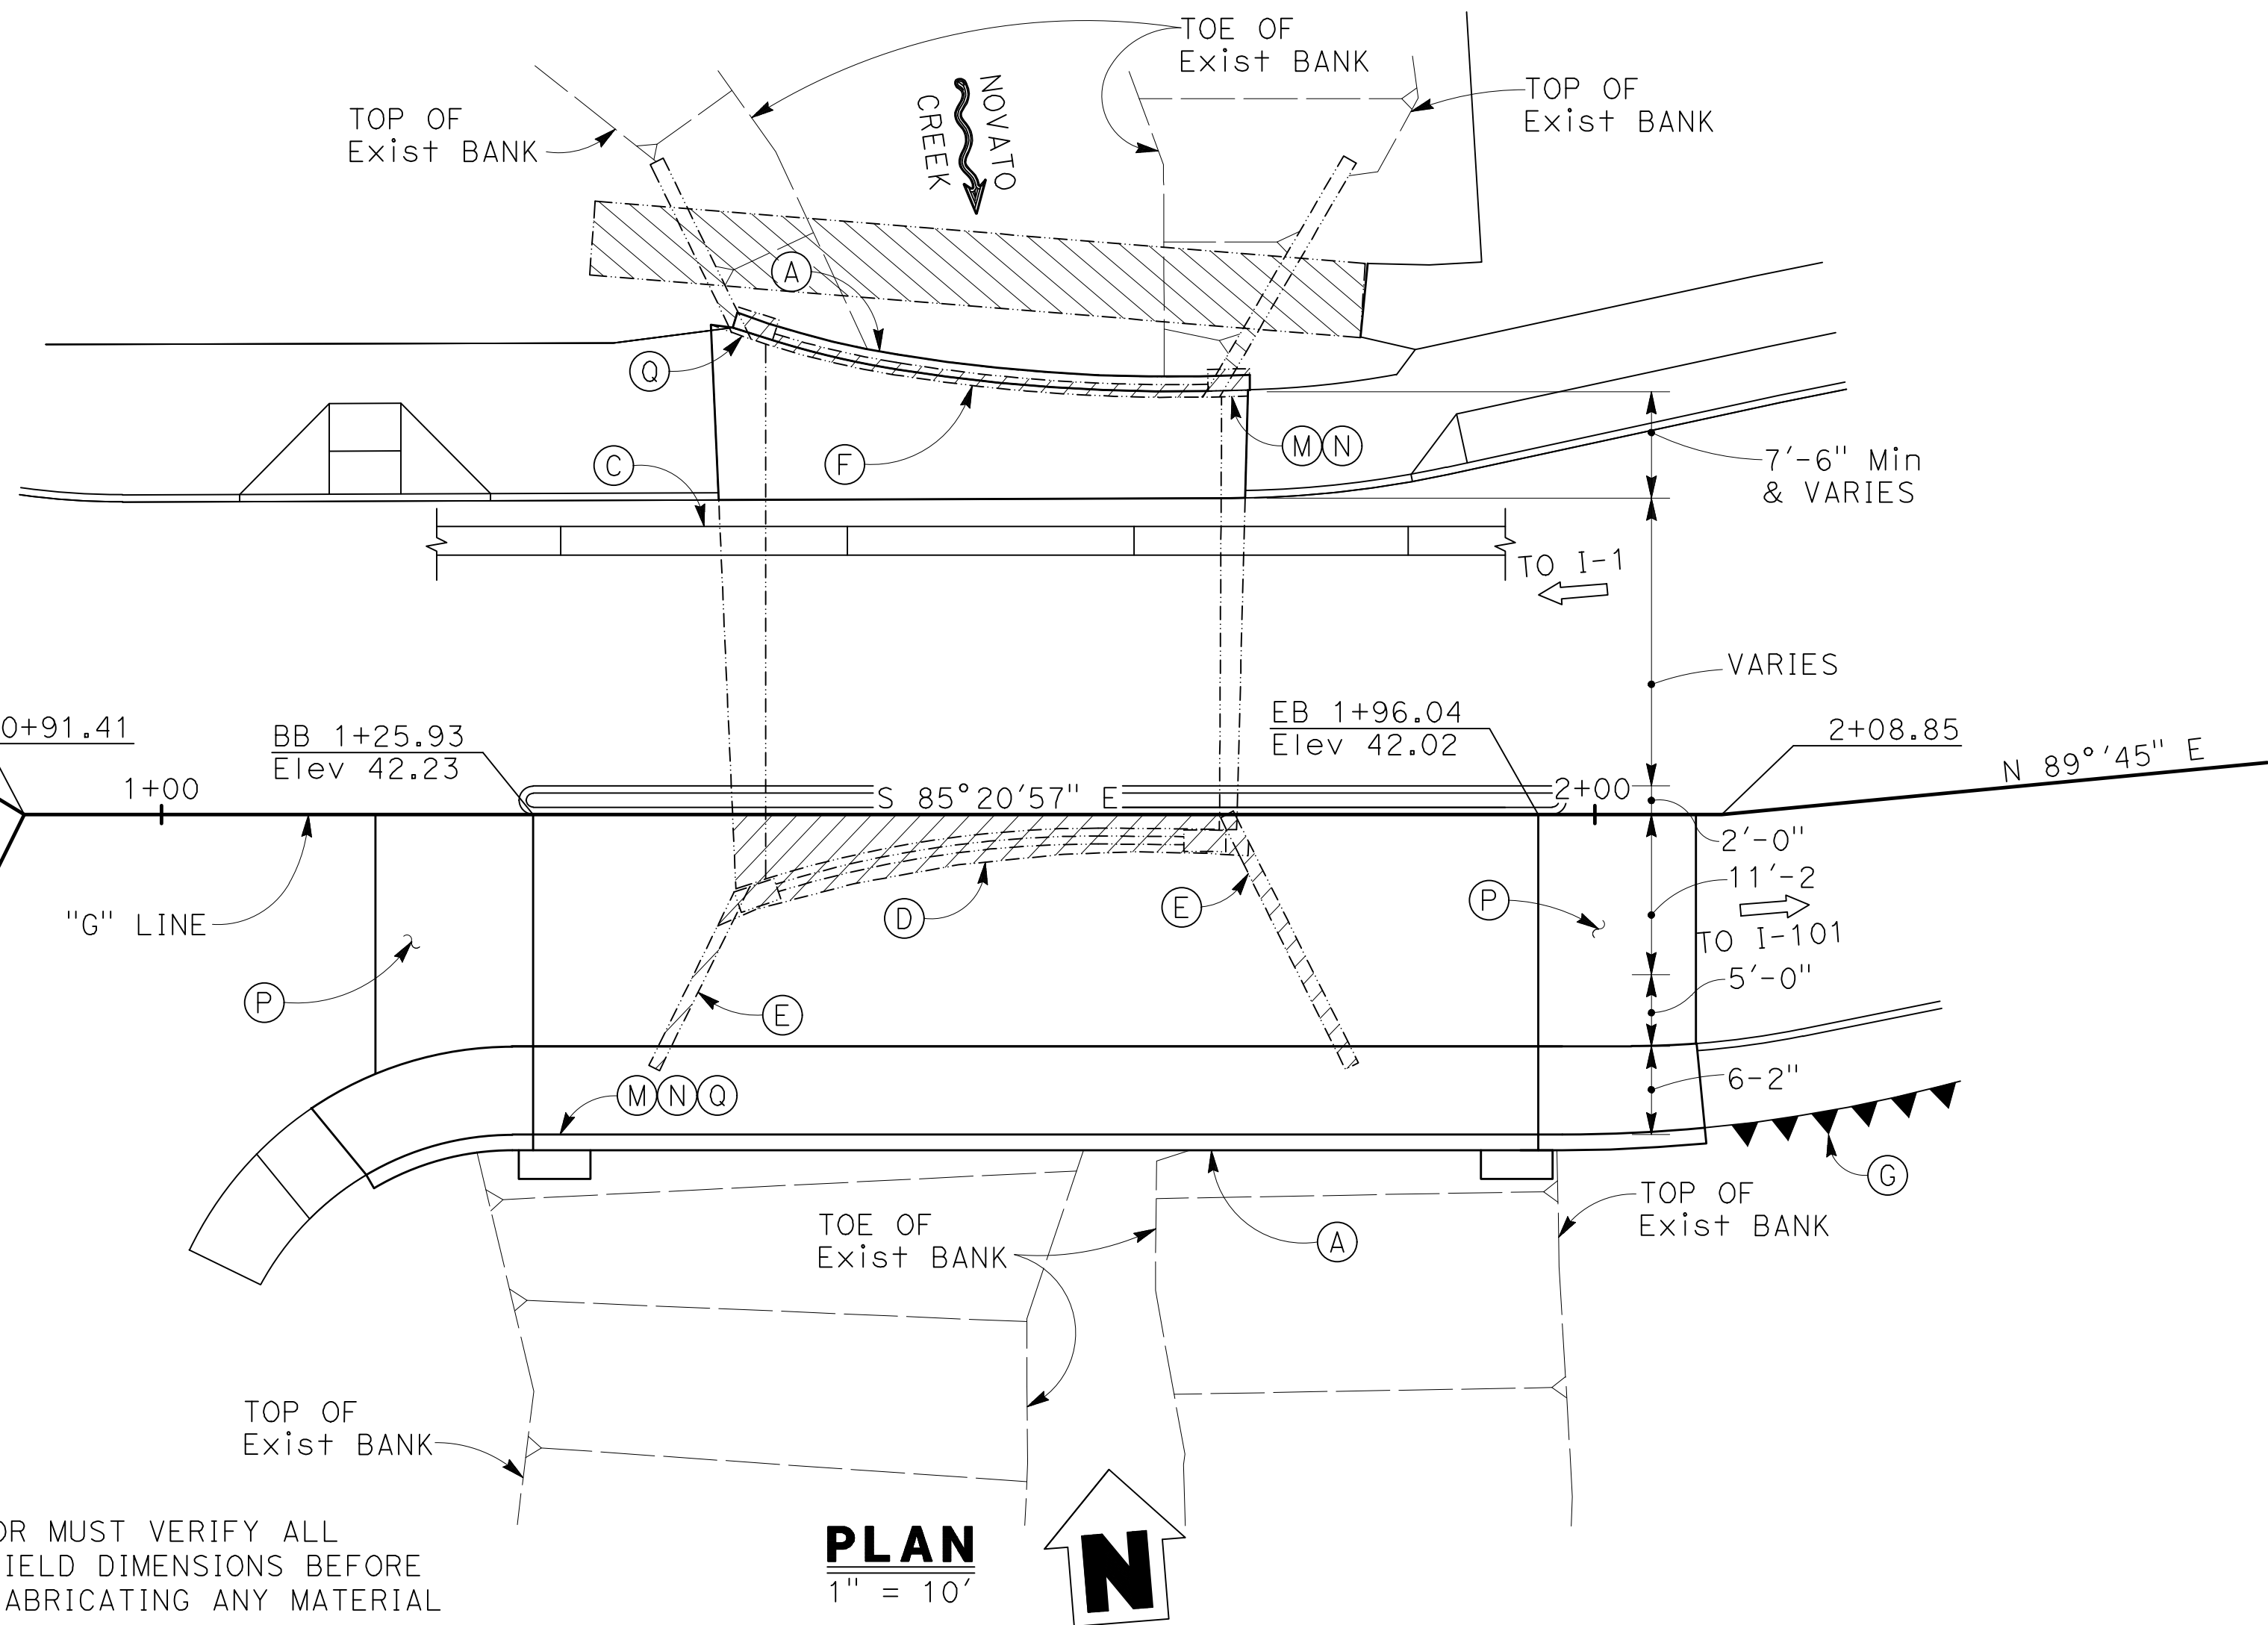 TOE OF
Exist BANK
TOP OF
Exist BANK
TOP OF
Exist BANK
NOVATO
CREEK
A
Q
C
F
M N
7'-6" Min
& VARIES
TO I-1
VARIES
0+91.41
1+00
BB 1+25.93
Elev 42.23
EB 1+96.04
Elev 42.02
S 85°20'57" E
2+00
2+08.85
N 89°'45" E
2'-0"
11'-2
"G" LINE
D
E
P
TO I-101
5'-0"
P
E
6-2"
M N Q
G
TOE OF
Exist BANK
A
TOP OF
Exist BANK
TOP OF
Exist BANK
OR MUST VERIFY ALL
IELD DIMENSIONS BEFORE
ABRICATING ANY MATERIAL
PLAN
1" = 10'
N